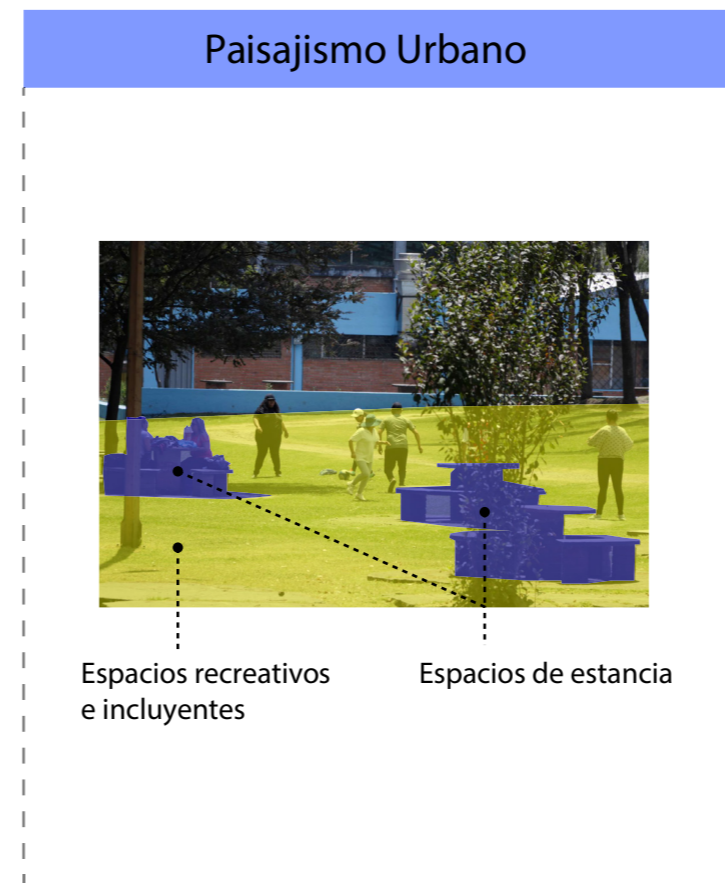 Paisajismo Urbano
Espacios recreativos
e incluyentes
Espacios de estancia